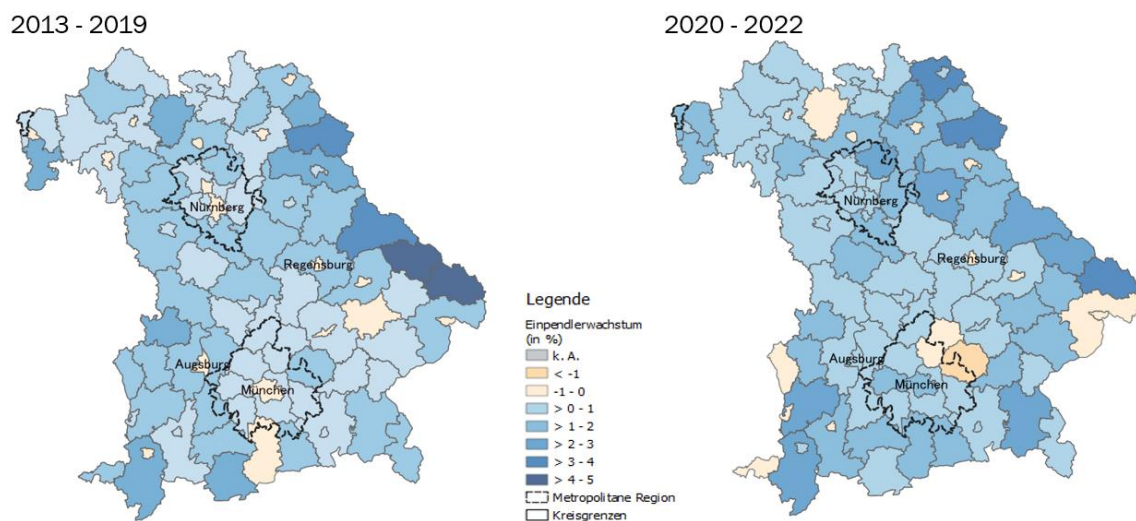 2013 - 2019
2020 - 2022
Nürnberg
Regensburg
Augsburg
München
Nürnberg
Regensburg
Augsburg
München
Legende
Einpendlerwachstum
(in %)
k. A.
< -1
-1 - 0
> 0 - 1
> 1 - 2
> 2 - 3
> 3 - 4
> 4 - 5
Metropolitane Region
Kreisgrenzen